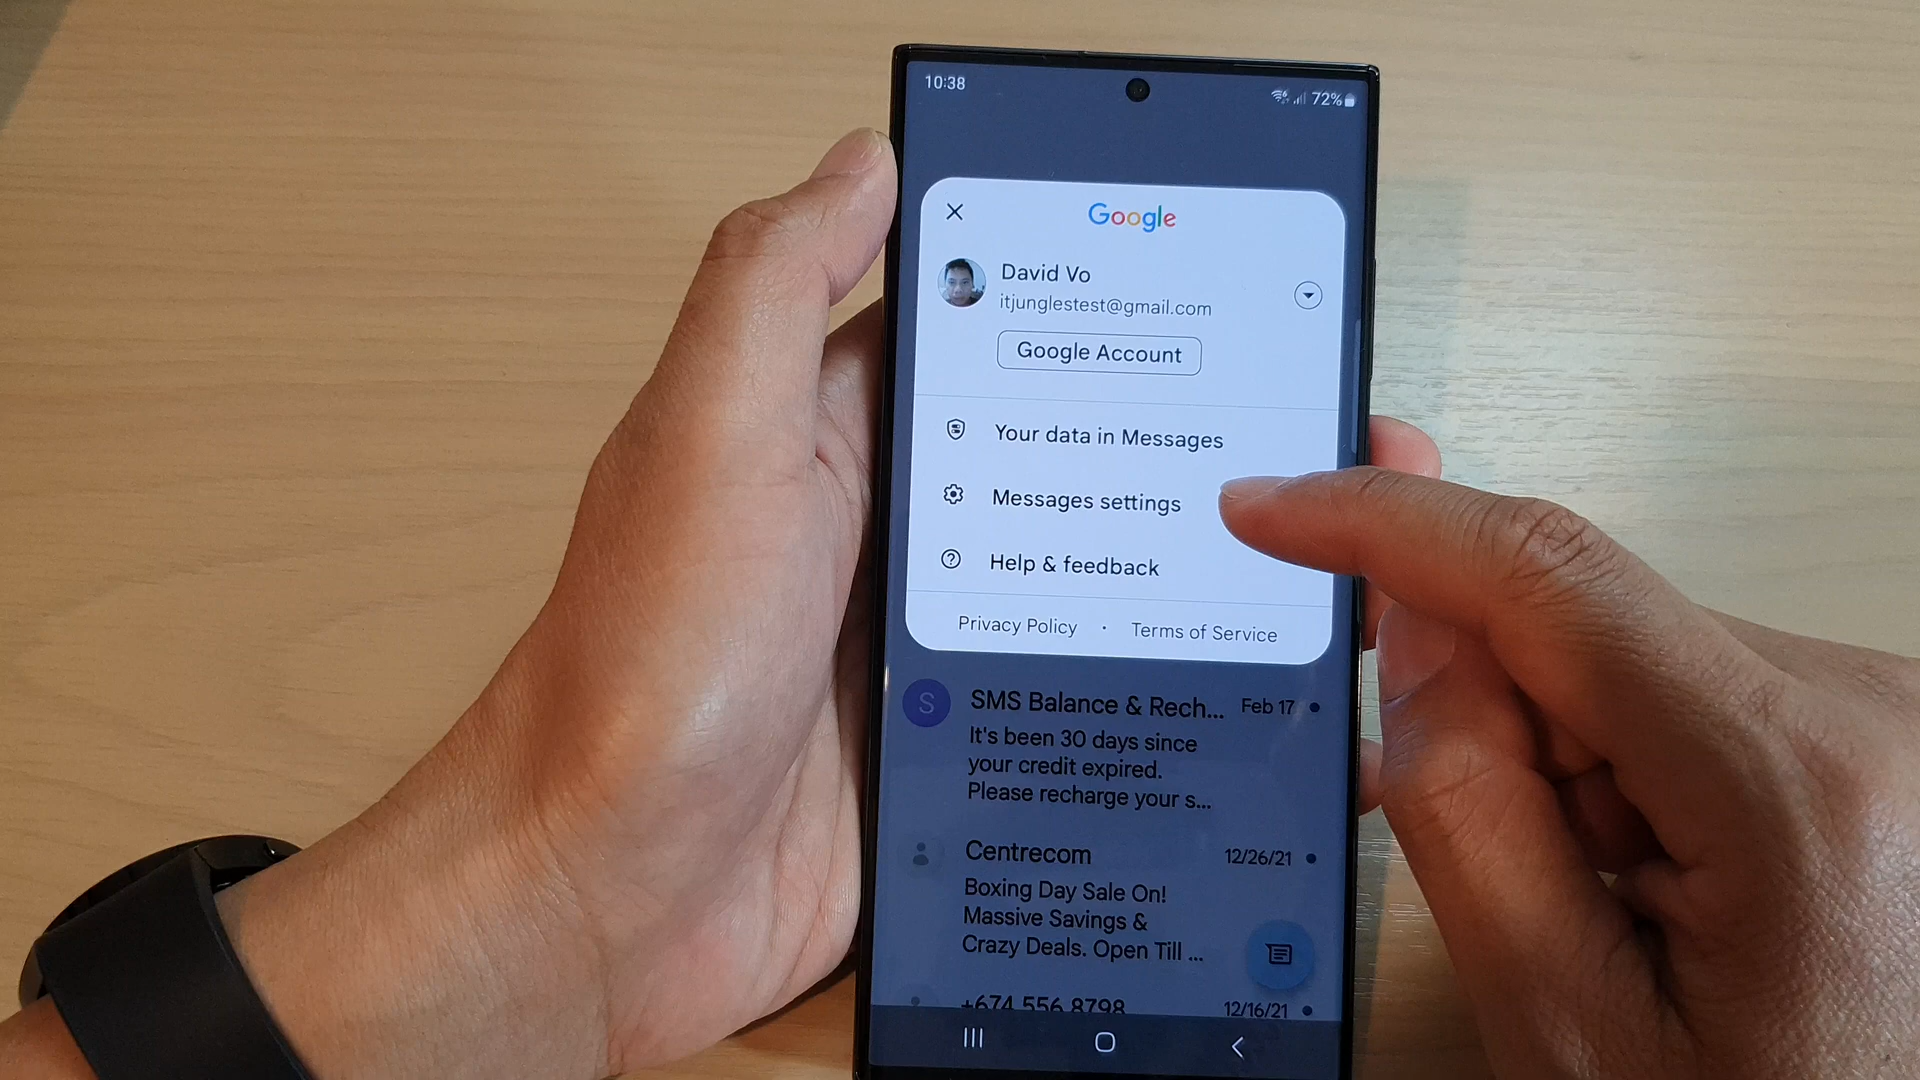 10:38
72%
Google
David Vo
itjunglestest@gmail.com
Google Account
Your data in Messages
Messages settings
Help & feedback
Privacy Policy · Terms of Service
S
SMS Balance & Rech... Feb 17
It's been 30 days since
your credit expired.
Please recharge your s...
Centrecom 12/26/21
Boxing Day Sale On!
Massive Savings &
Crazy Deals. Open Till ...
+674 556 8798 12/16/21